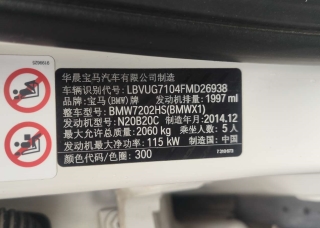 华晨宝马汽车有限公司制造
车辆识别代号:LBVUG7104FMD26938
品牌:宝马(BMW)牌 发动机排量:1997 ml
整车型号:BMW7202HS(BMWX1)
发动机型号:N20B20C 制造年月:2014.12
最大允许总质量:2060 kg 乘坐人数:5 人
发动机最大净功率:115 kW 制造国:中国
颜色代码/色圈:300